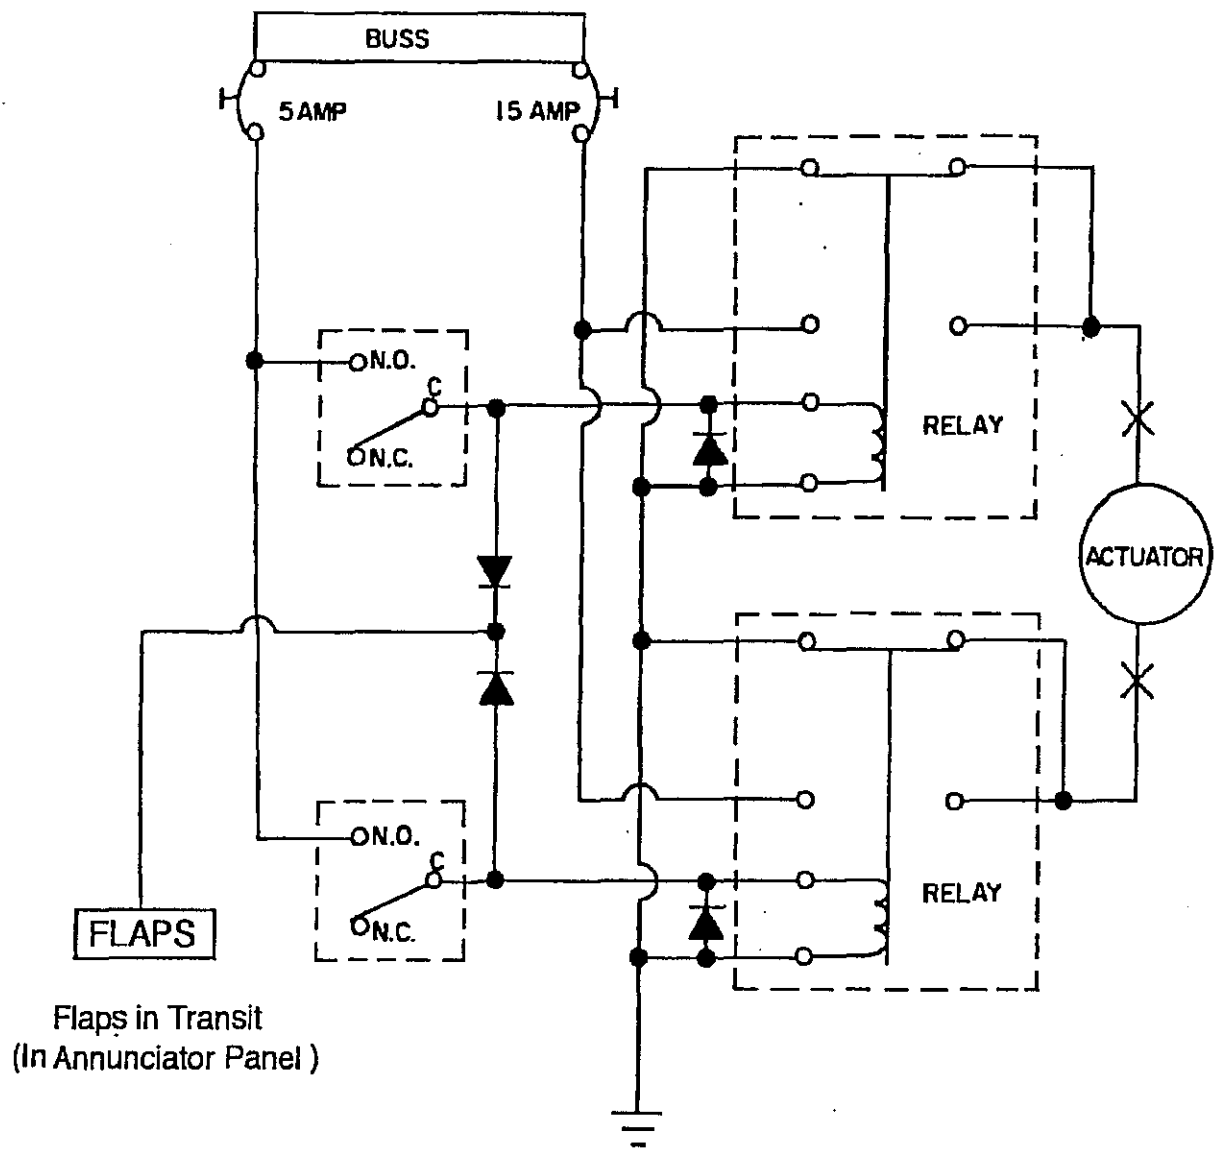 BUSS
5 AMP
15 AMP
N.O.
C
N.C.
RELAY
ACTUATOR
N.O.
C
N.C.
RELAY
FLAPS
Flaps in Transit
(In Annunciator Panel)